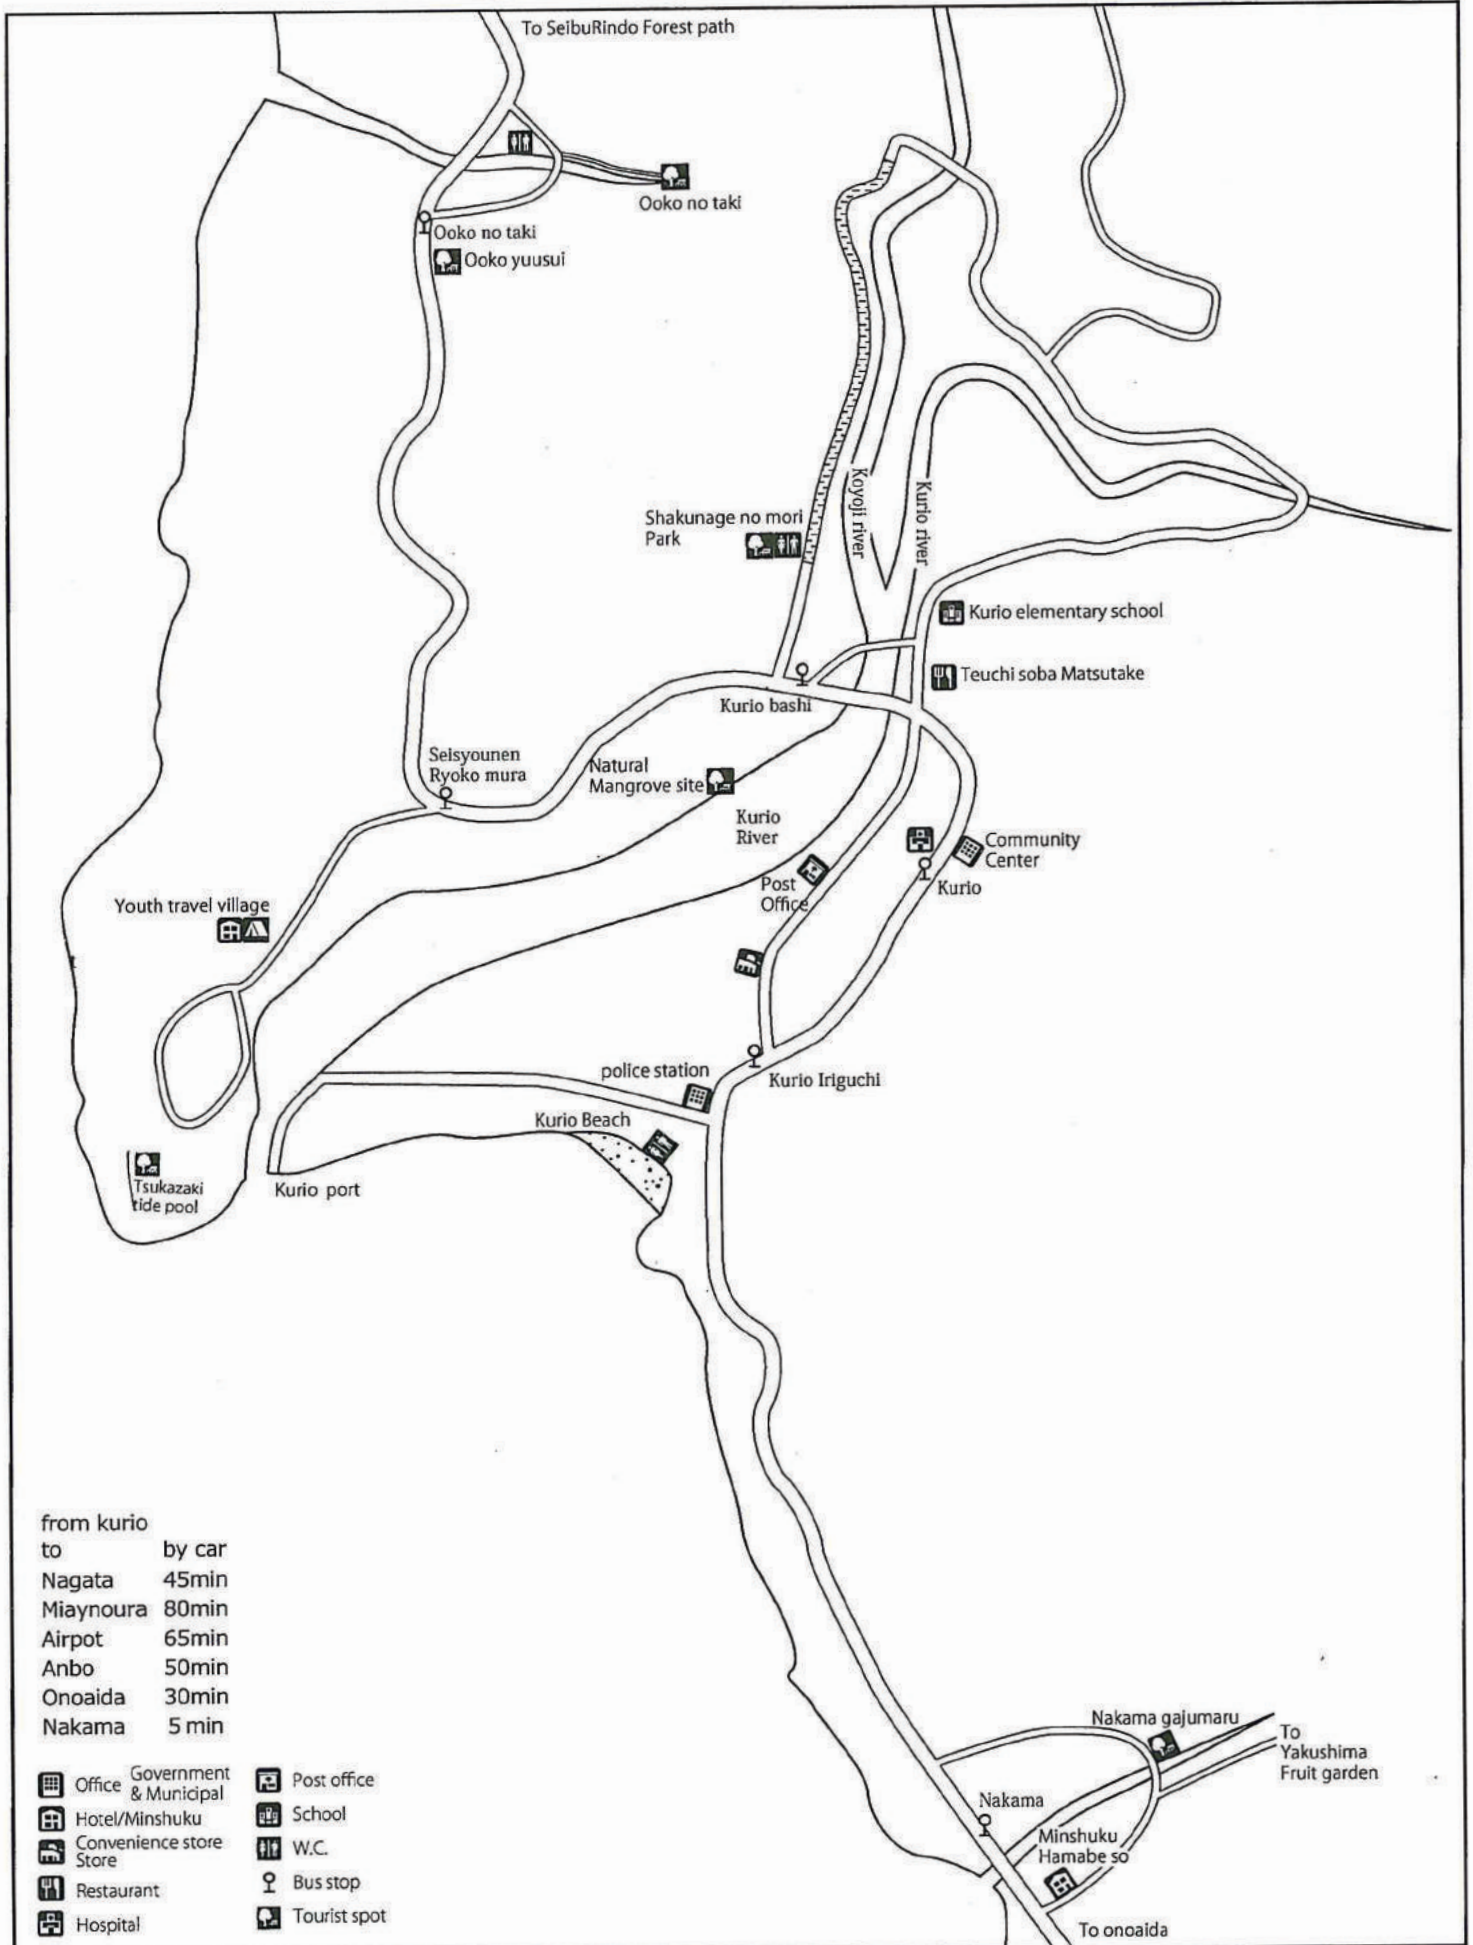 To SeibuRindo Forest path
Ooko no taki
Ooko no taki
Ooko yuusui
Koyoji river
Kurio river
Shakunage no mori
Park
Kurio elementary school
Teuchi soba Matsutake
Kurio bashi
Seisyounen
Ryoko mura
Natural
Mangrove site
Kurio
River
Community
Center
Kurio
Post
Office
Youth travel village
Kurio Iriguchi
police station
Kurio Beach
Tsukazaki
tide pool
Kurio port
from kurio
to by car
Nagata 45min
Miaynoura 80min
Airpot 65min
Anbo 50min
Onoaida 30min
Nakama 5 min
Office Government
& Municipal
Hotel/Minshuku
Convenience store
Store
Restaurant
Hospital
Post office
School
W.C.
Bus stop
Tourist spot
Nakama gajumaru
To
Yakushima
Fruit garden
Nakama
Minshuku
Hamabe so
To onoaida